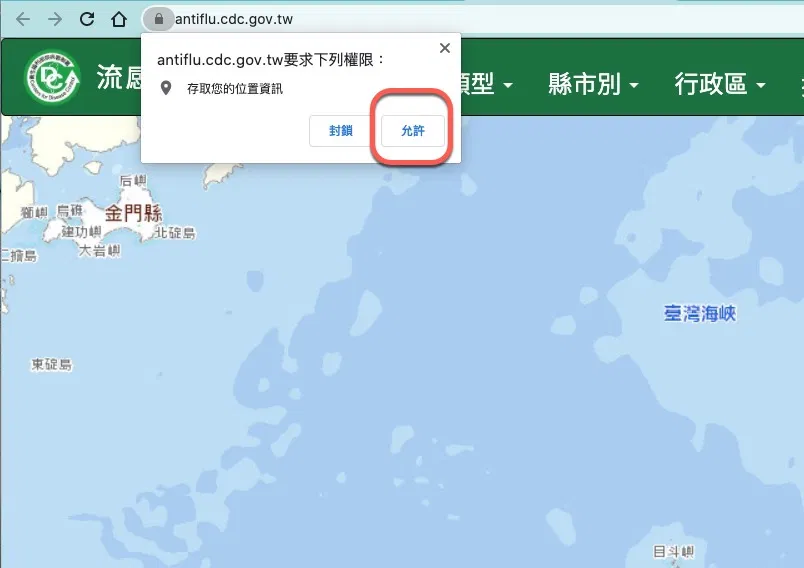 antiflu.cdc.gov.tw
antiflu.cdc.gov.tw要求下列權限：
存取您的位置資訊
封鎖
允許
流感
類型
縣市別
行政區
后嶼
獅嶼
烏礁
金門縣
建功嶼
北碇島
大岩嶼
二擔島
東碇島
臺灣海峽
目斗嶼